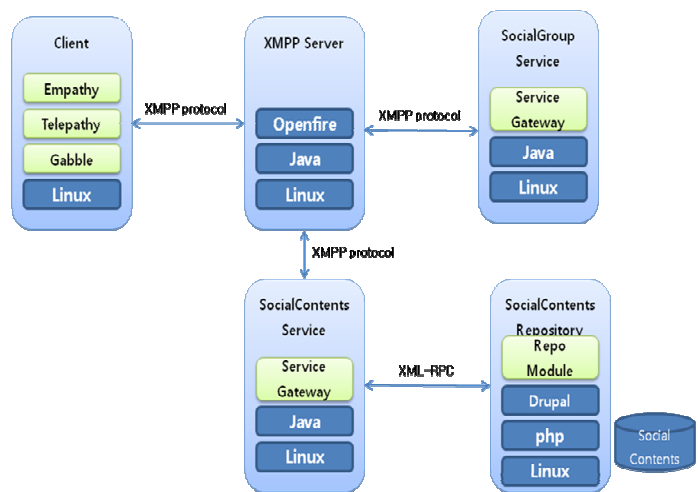 Client
Empathy
Telepathy
Gabble
Linux
XMPP protocol
XMPP Server
Openfire
Java
Linux
XMPP protocol
SocialGroup
Service
Service
Gateway
Java
Linux
XMPP protocol
SocialContents
Service
Service
Gateway
Java
Linux
XML-RPC
SocialContents
Repository
Repo
Module
Drupal
php
Linux
Social
Contents